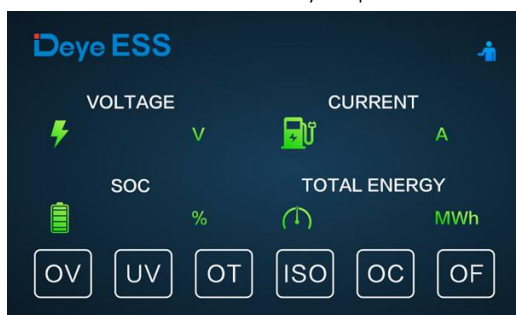 Deye ESS
VOLTAGE
CURRENT
V
A
SOC
TOTAL ENERGY
%
MWh
OV UV OT ISO OC OF